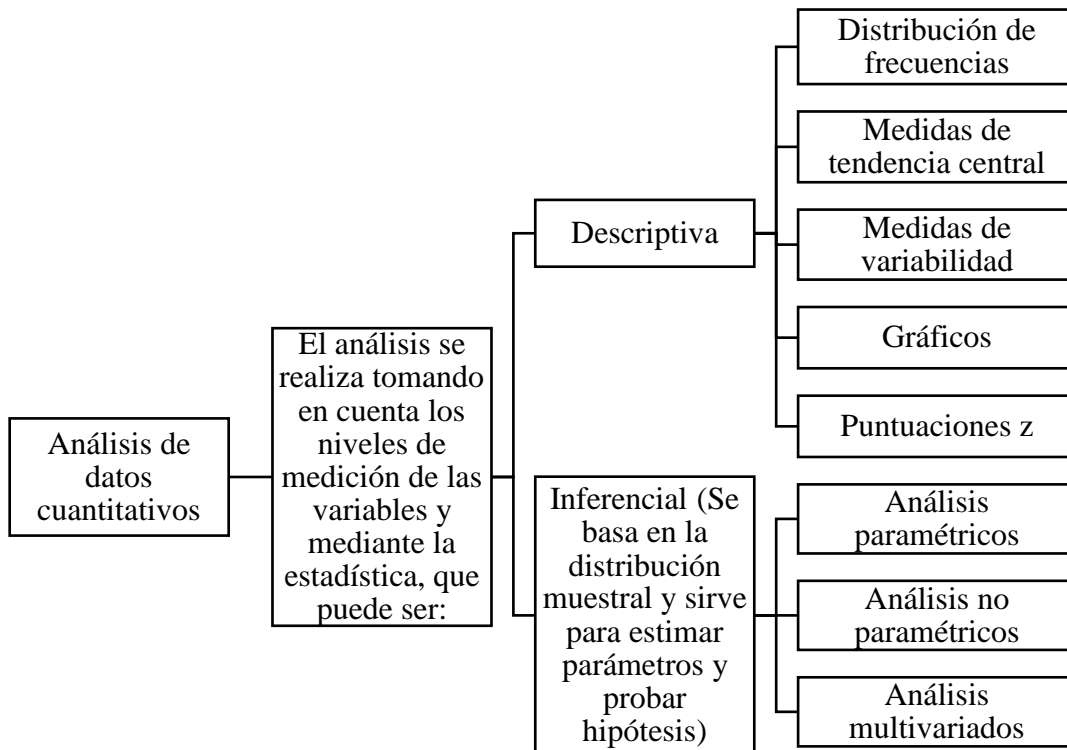 Análisis de
datos
cuantitativos
El análisis se
realiza tomando
en cuenta los
niveles de
medición de las
variables y
mediante la
estadística, que
puede ser:
Descriptiva
Distribución de
frecuencias
Medidas de
tendencia central
Medidas de
variabilidad
Gráficos
Puntuaciones z
Inferencial (Se
basa en la
distribución
muestral y sirve
para estimar
parámetros y
probar
hipótesis)
Análisis
paramétricos
Análisis no
paramétricos
Análisis
multivariados